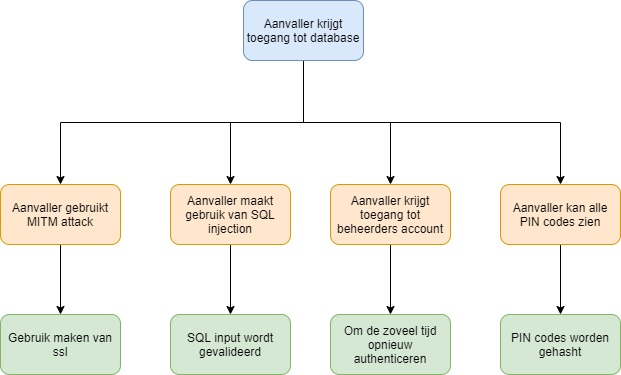 Aanvaller krijgt
toegang tot database
Aanvaller gebruikt
MITM attack
Aanvaller maakt
gebruik van SQL
injection
Aanvaller krijgt
toegang tot
beheerders account
Aanvaller kan alle
PIN codes zien
Gebruik maken van
ssl
SQL input wordt
gevalideerd
Om de zoveel tijd
opnieuw
authenticeren
PIN codes worden
gehasht